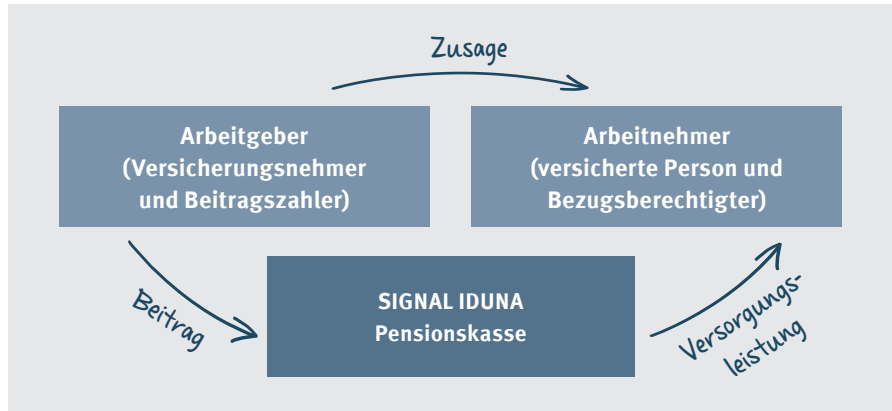 Zusage
Arbeitgeber
(Versicherungsnehmer
und Beitragszahler)
Arbeitnehmer
(versicherte Person und
Bezugsberechtigter)
Beitrag
SIGNAL IDUNA
Pensionskasse
Versorgungs-
leistung